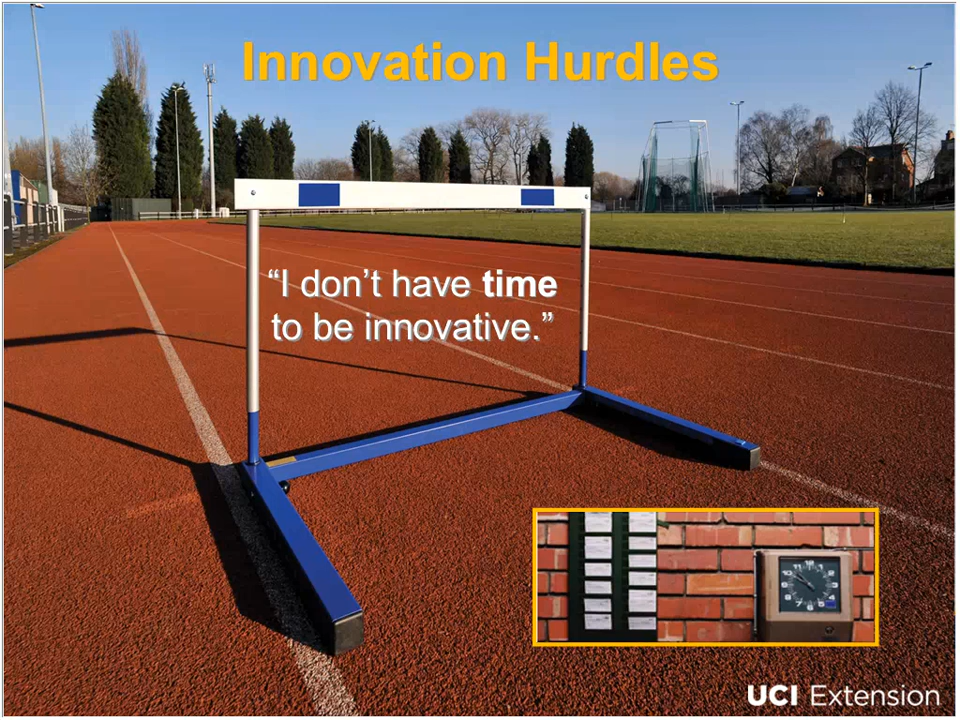 Innovation Hurdles
“I don’t have time
to be innovative.”
UCI Extension